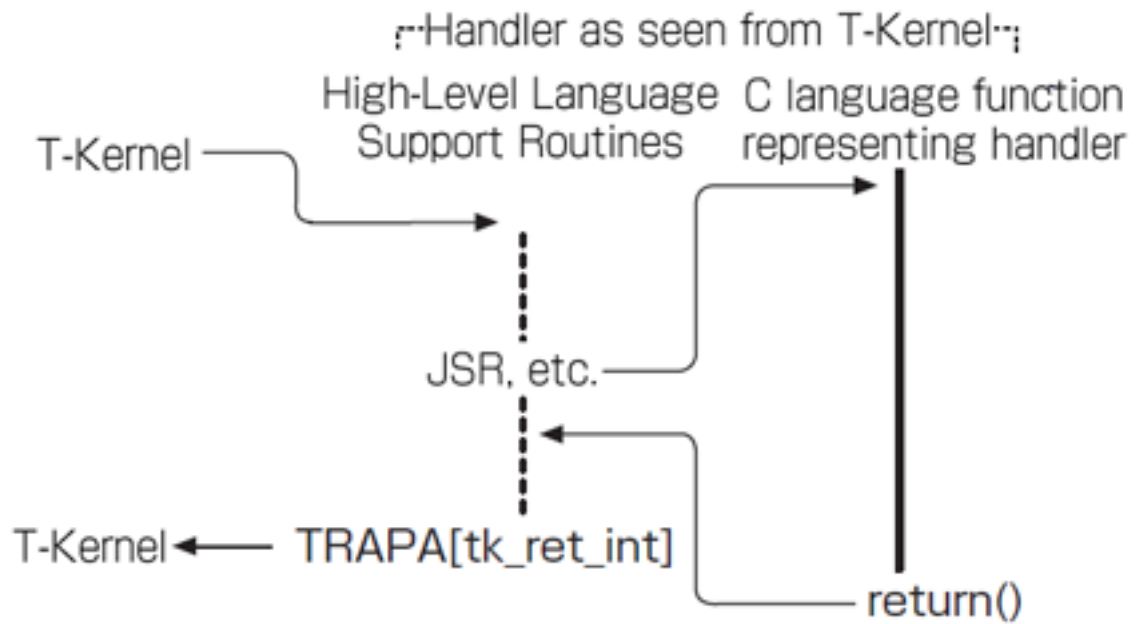 Handler as seen from T-Kernel
High-Level Language
Support Routines
C language function
representing handler
T-Kernel
JSR, etc.
T-Kernel
TRAPA[tk_ret_int]
return()